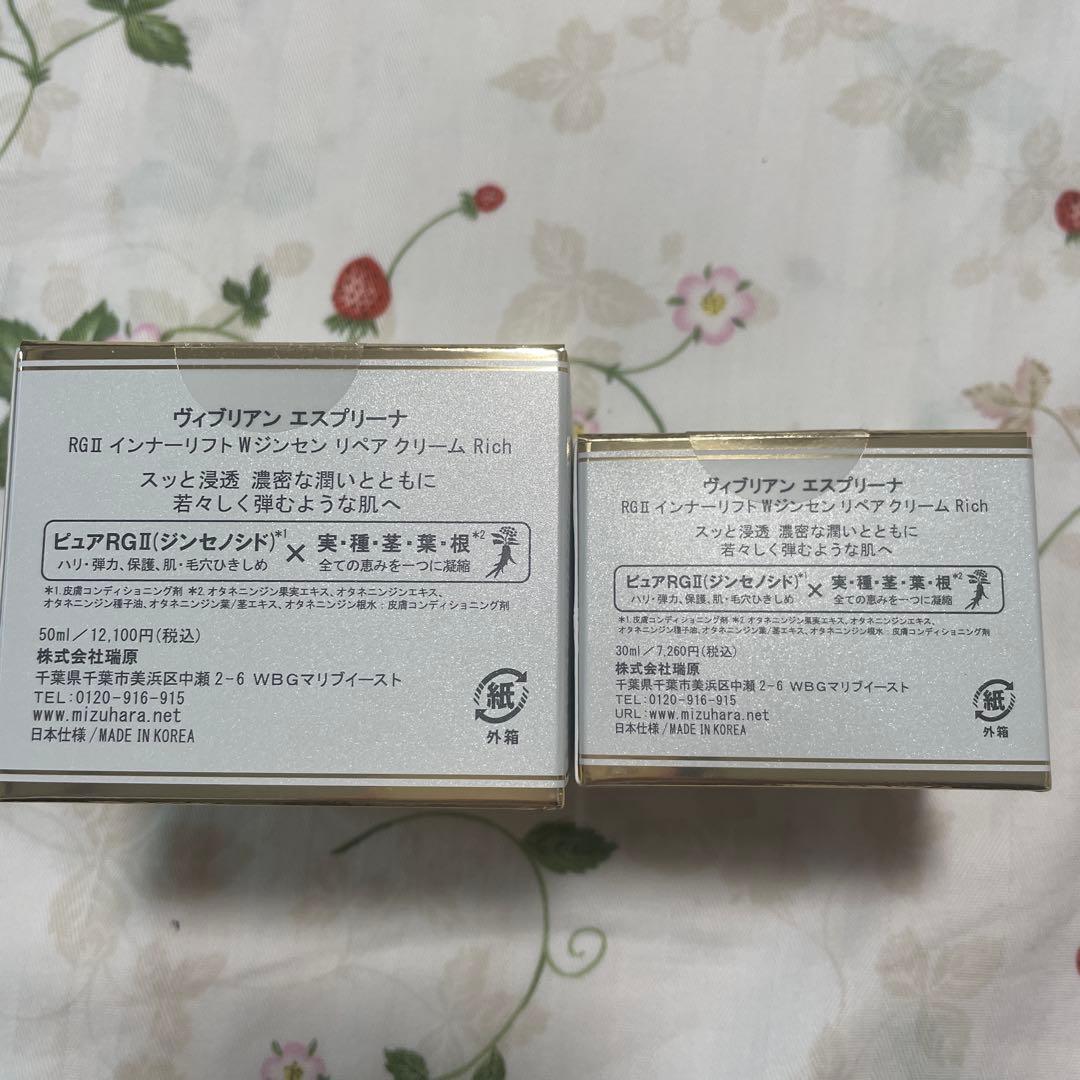 ヴィブリアン エスプリーナ
RGⅡ インナーリフト Wジンセン リペア クリーム Rich
スッと浸透 濃密な潤いとともに
若々しく弾むような肌へ
ピュアRGⅡ(ジンセノシド)*1 × 実・種・茎・葉・根*2
ハリ・弾力、保護、肌・毛穴ひきしめ 全ての恵みを一つに凝縮
*1.皮膚コンディショニング剤 *2.オタネニンジン果実エキス、オタネニンジンエキス、
オタネニンジン種子油、オタネニンジン葉/茎エキス、オタネニンジン根水:皮膚コンディショニング剤
50ml/12,100円(税込)
株式会社瑞原
千葉県千葉市美浜区中瀬2-6 WBGマリブイースト
TEL:0120-916-915
www.mizuhara.net
日本仕様/MADE IN KOREA
紙
外箱
ヴィブリアン エスプリーナ
RGⅡ インナーリフト Wジンセン リペア クリーム Rich
スッと浸透 濃密な潤いとともに
若々しく弾むような肌へ
ピュアRGⅡ(ジンセノシド)*1 × 実・種・茎・葉・根*2
ハリ・弾力、保護、肌・毛穴ひきしめ 全ての恵みを一つに凝縮
*1.皮膚コンディショニング剤 *2.オタネニンジン果実エキス、オタネニンジンエキス、
オタネニンジン種子油、オタネニンジン葉/茎エキス、オタネニンジン根水:皮膚コンディショニング剤
30ml/7,260円(税込)
株式会社瑞原
千葉県千葉市美浜区中瀬2-6 WBGマリブイースト
TEL:0120-916-915
URL:www.mizuhara.net
日本仕様/MADE IN KOREA
紙
外箱